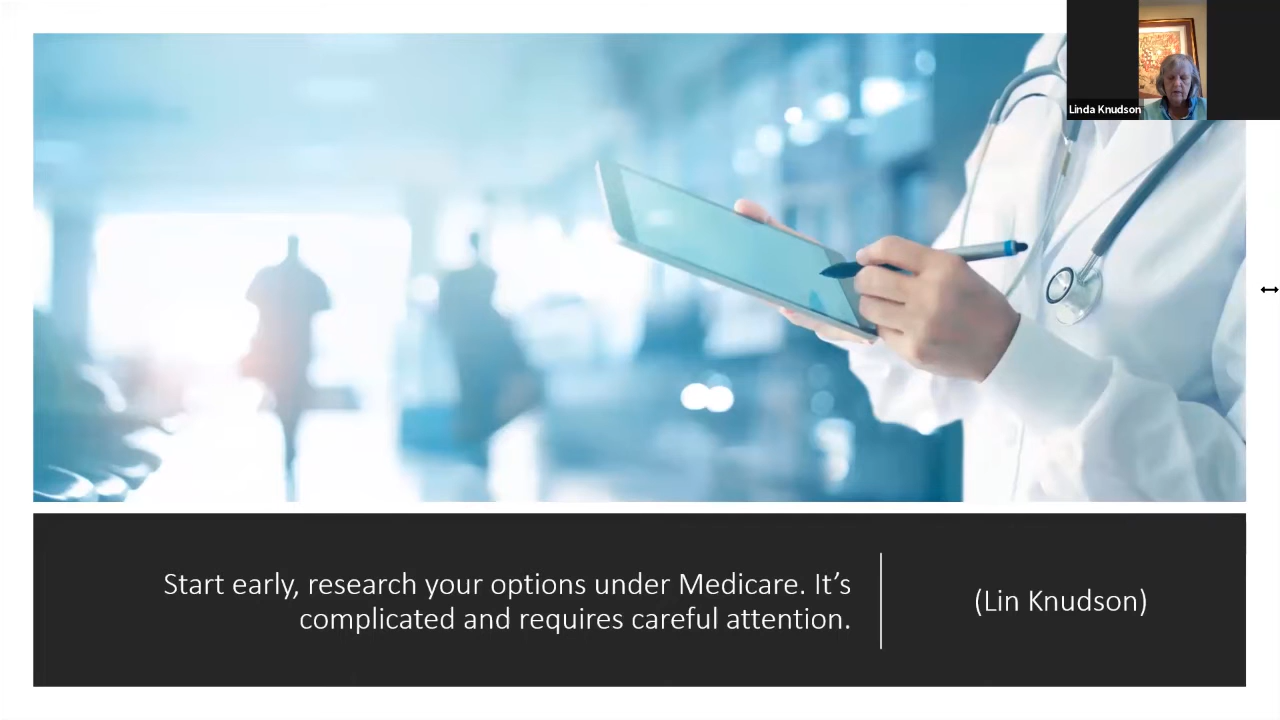 Linda Knudson
Start early, research your options under Medicare. It’s
complicated and requires careful attention.
(Lin Knudson)